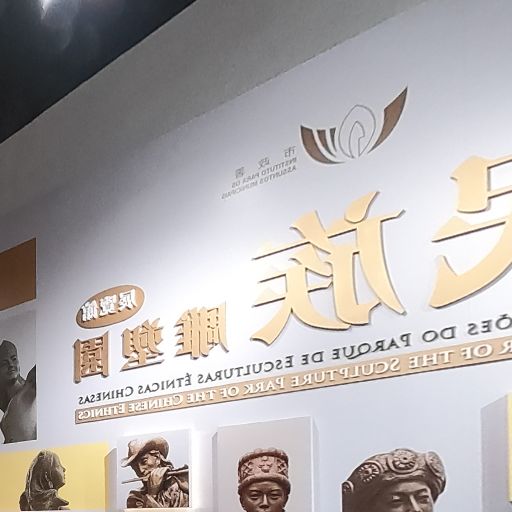 市政署
INSTITUTO PARA OS
ASSUNTOS MUNICIPAIS
民族雕塑園
展覽館
ÕES DO PARQUE DE ESCULTURAS ÉTNICAS CHINESAS
R OF THE SCULPTURE PARK OF THE CHINESE ETHNICS